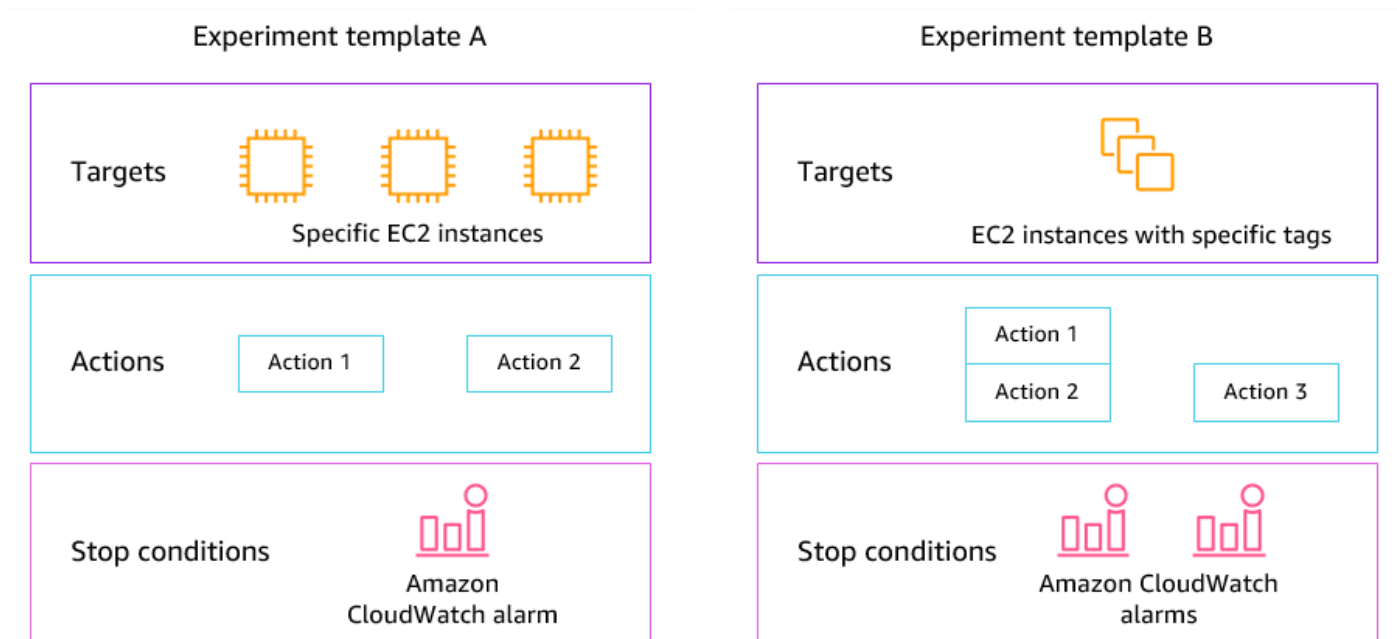 Experiment template A
Targets
Specific EC2 instances
Actions
Action 1
Action 2
Stop conditions
Amazon
CloudWatch alarm
Experiment template B
Targets
EC2 instances with specific tags
Actions
Action 1
Action 2
Action 3
Stop conditions
Amazon CloudWatch
alarms